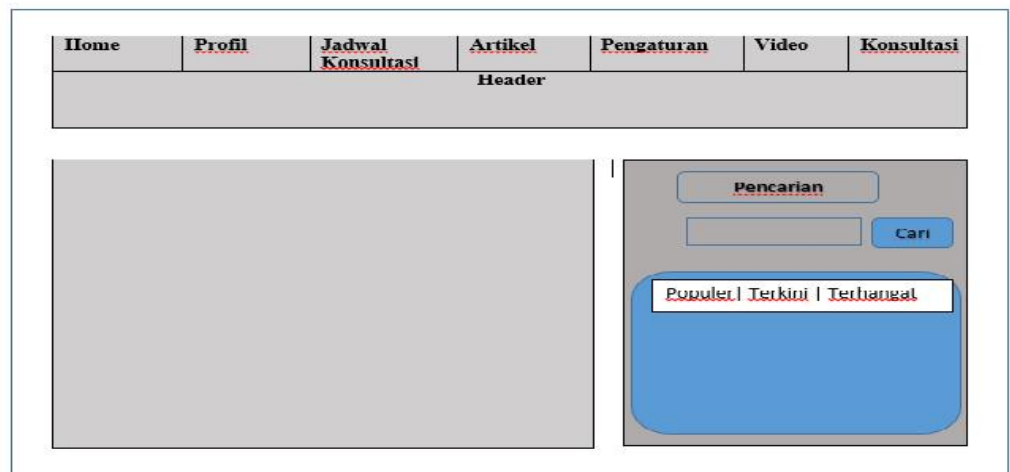 Home Profil Jadwal Artikel Pengaturan Video Konsultasi
Konsultasi
Header
Pencarian
Cari
Populer| Terkini | Terhangat